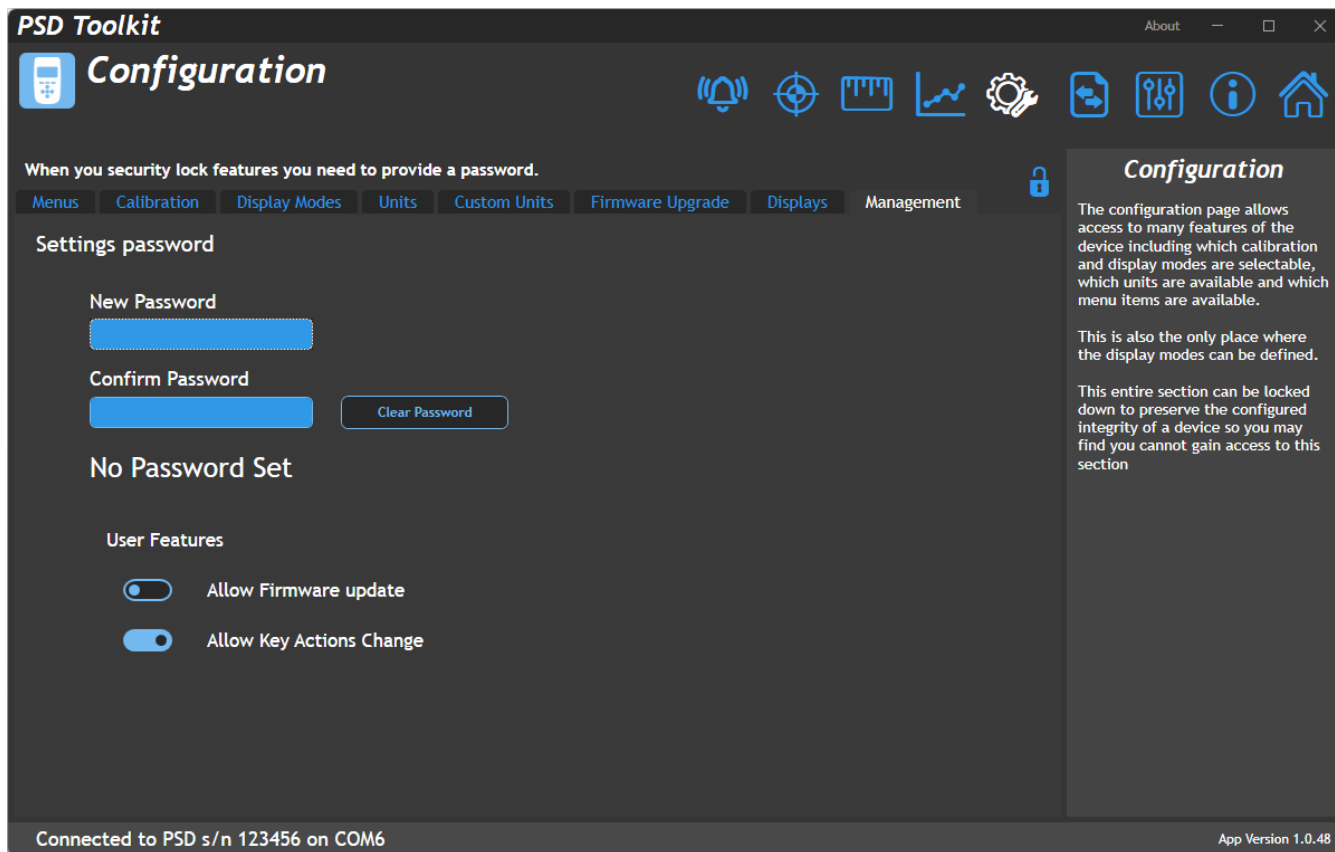 PSD Toolkit
About
Configuration
When you security lock features you need to provide a password.
Menus Calibration Display Modes Units Custom Units Firmware Upgrade Displays Management
Settings password
New Password
Confirm Password
Clear Password
No Password Set
User Features
Allow Firmware update
Allow Key Actions Change
Configuration
The configuration page allows
access to many features of the
device including which calibration
and display modes are selectable,
which units are available and which
menu items are available.
This is also the only place where
the display modes can be defined.
This entire section can be locked
down to preserve the configured
integrity of a device so you may
find you cannot gain access to this
section
Connected to PSD s/n 123456 on COM6
App Version 1.0.48